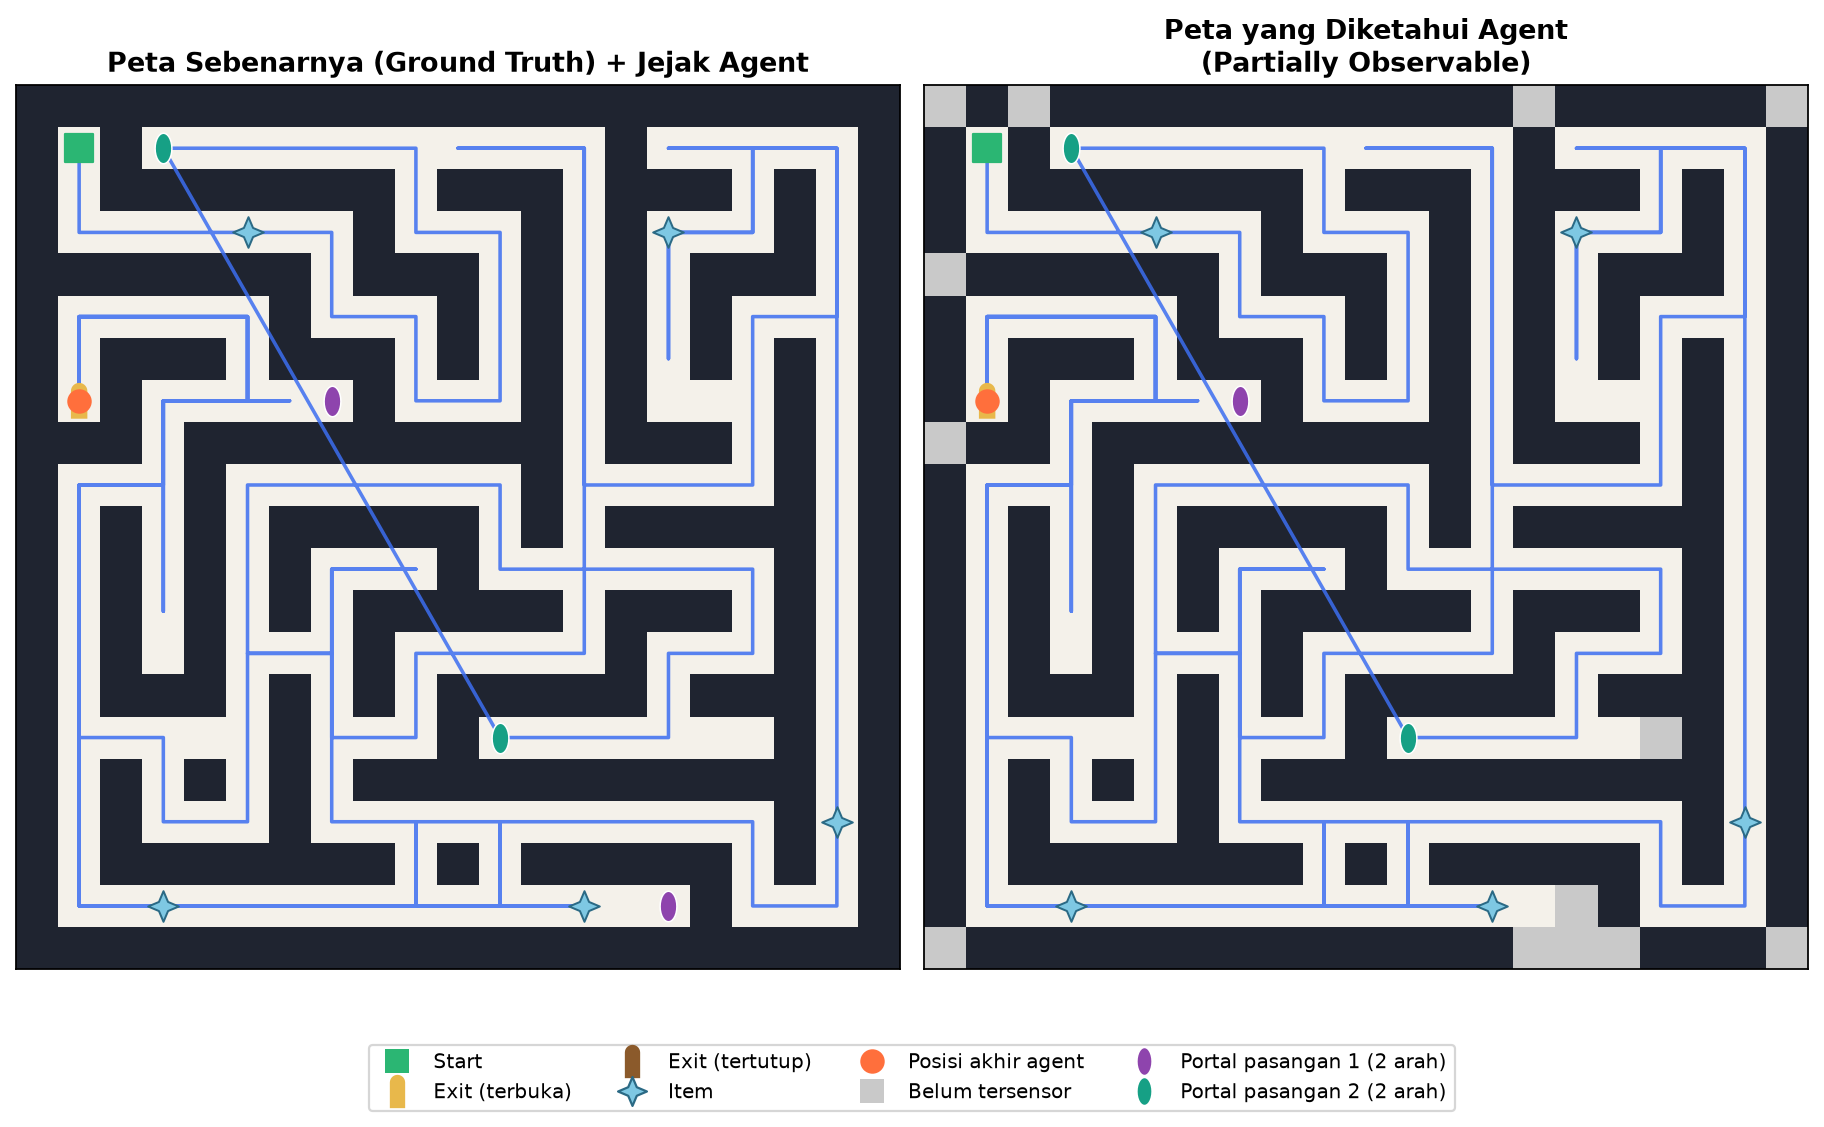 Peta Sebenarnya (Ground Truth) + Jejak Agent
Peta yang Diketahui Agent
(Partially Observable)
Start
Exit (terbuka)
Exit (tertutup)
Item
Posisi akhir agent
Belum tersensor
Portal pasangan 1 (2 arah)
Portal pasangan 2 (2 arah)